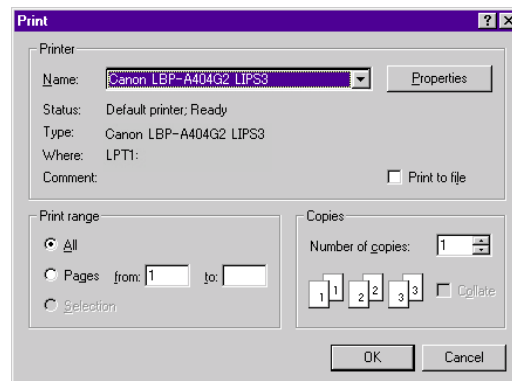 Print
Printer
Name: Canon LBP-A404G2 LIPS3 Properties
Status: Default printer; Ready
Type: Canon LBP-A404G2 LIPS3
Where: LPT1:
Comment: Print to file
Print range
All
Pages from: 1 to:
Selection
Copies
Number of copies: 1
1 1 2 2 3 3 Collate
OK Cancel